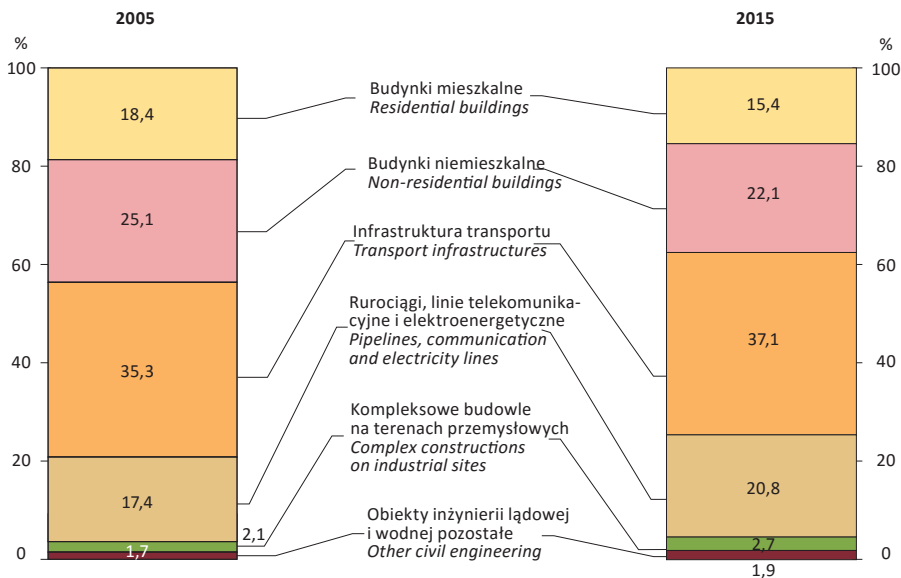 2005
2015
%
%
100
100
80
80
60
60
40
40
20
20
0
0
18,4
25,1
35,3
17,4
2,1
1,7
Budynki mieszkalne
Residential buildings
Budynki niemieszkalne
Non-residential buildings
Infrastruktura transportu
Transport infrastructures
Rurociągi, linie telekomunika-
cyjne i elektroenergetyczne
Pipelines, communication
and electricity lines
Kompleksowe budowle
na terenach przemysłowych
Complex constructions
on industrial sites
Obiekty inżynierii lądowej
i wodnej pozostałe
Other civil engineering
15,4
22,1
37,1
20,8
2,7
1,9